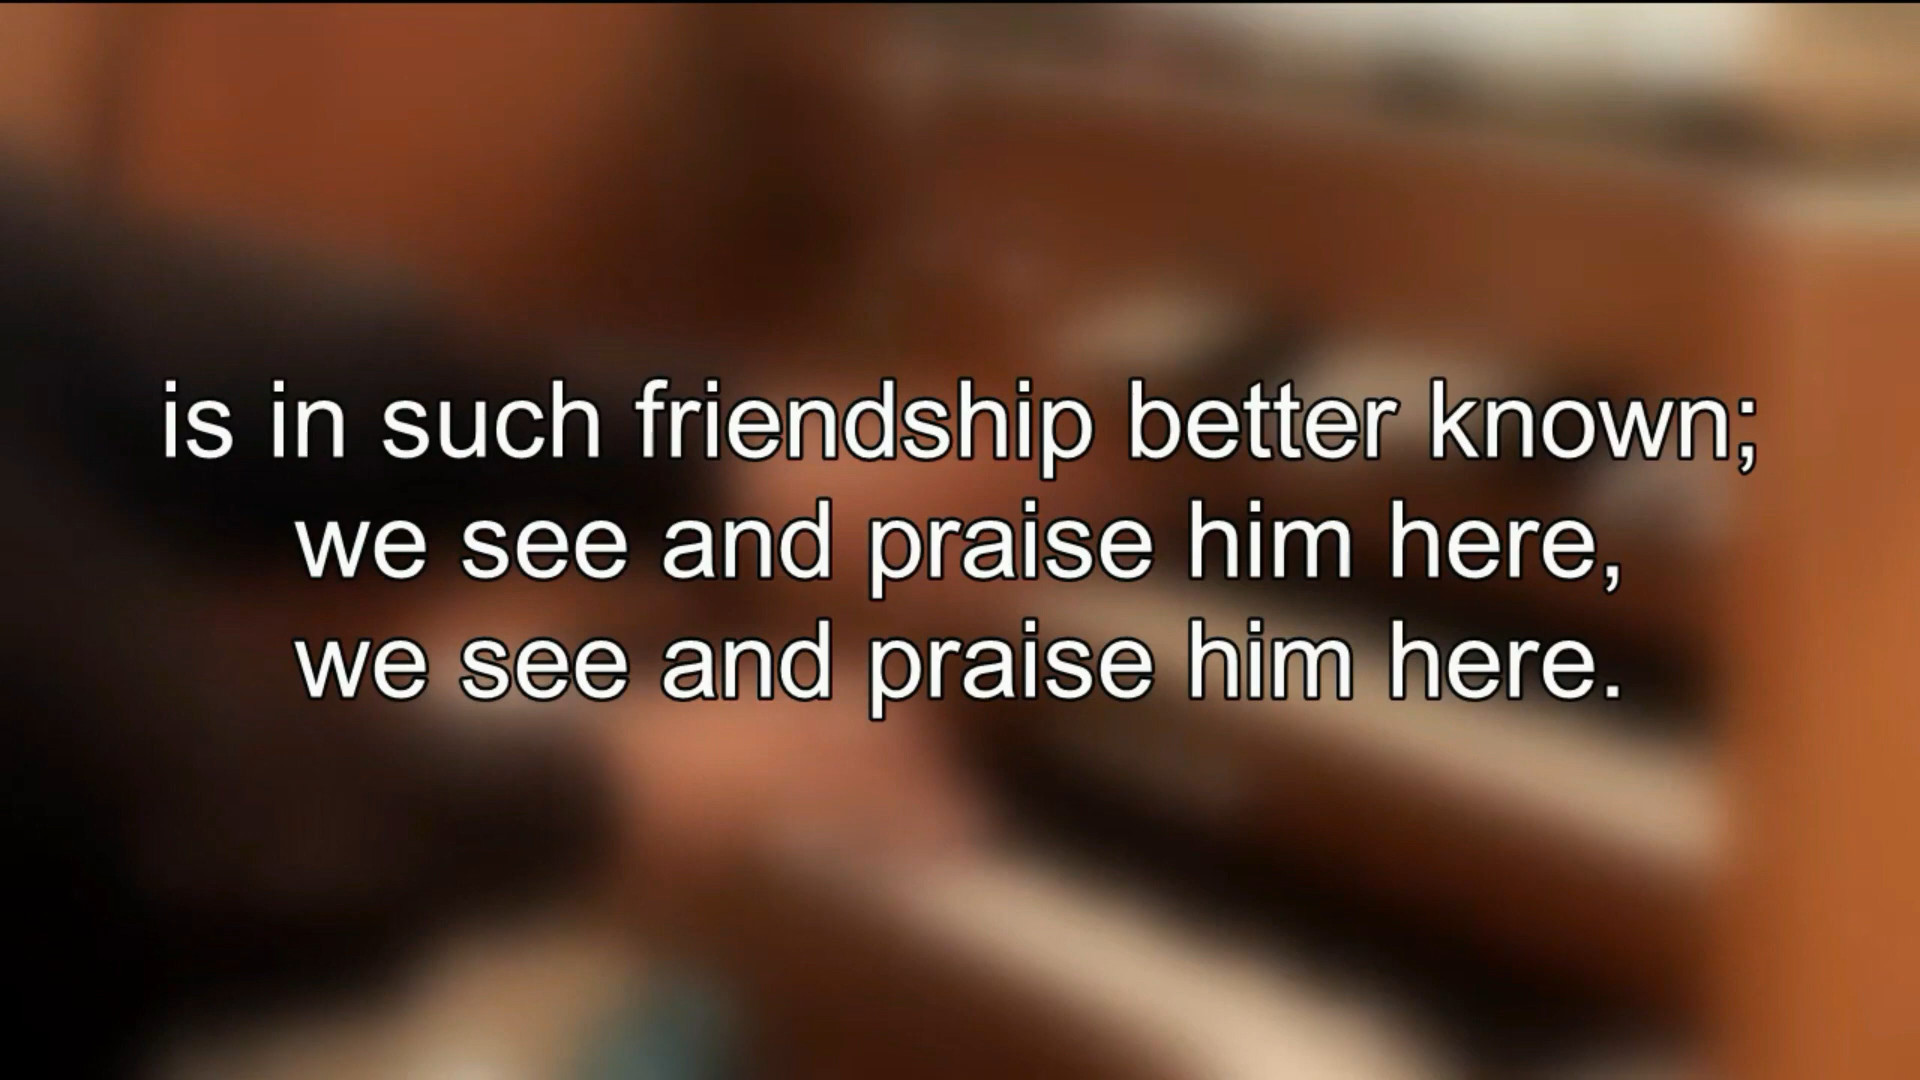 is in such friendship better known;
we see and praise him here,
we see and praise him here.